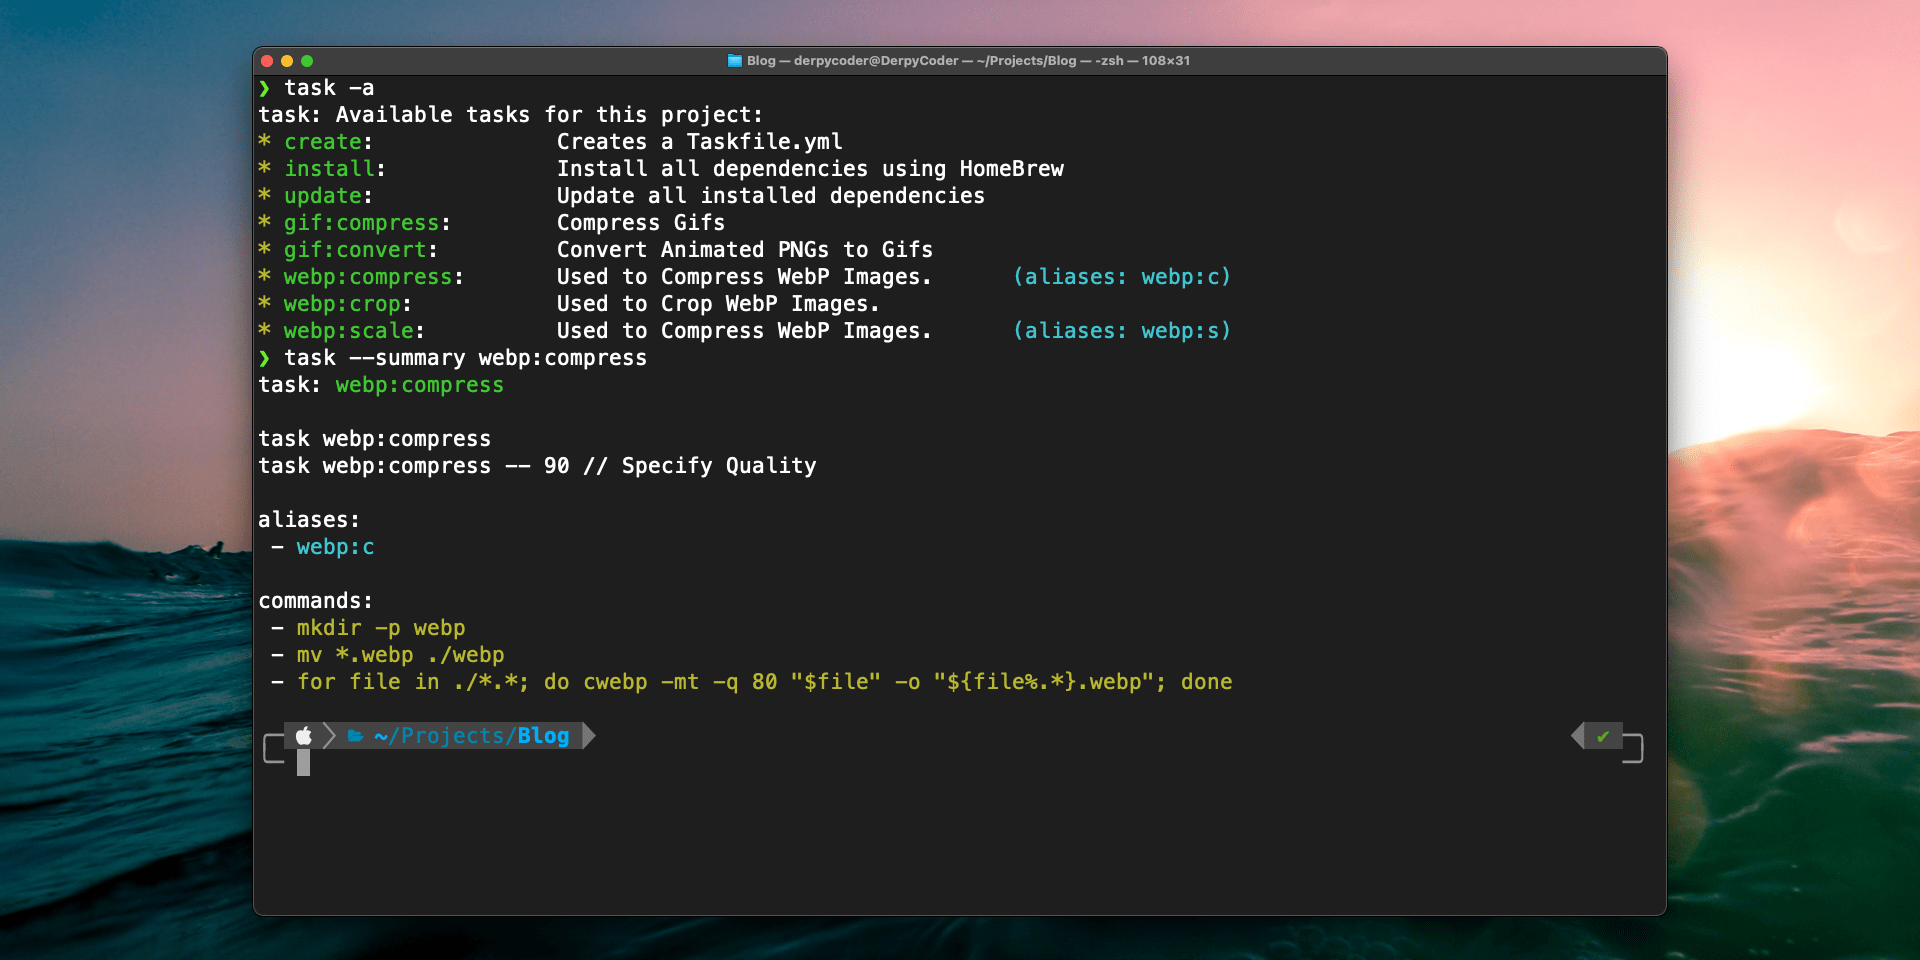 Blog — derpycoder@DerpyCoder — ~/Projects/Blog — -zsh — 108×31
❯ task -a
task: Available tasks for this project:
* create: Creates a Taskfile.yml
* install: Install all dependencies using HomeBrew
* update: Update all installed dependencies
* gif:compress: Compress Gifs
* gif:convert: Convert Animated PNGs to Gifs
* webp:compress: Used to Compress WebP Images. (aliases: webp:c)
* webp:crop: Used to Crop WebP Images.
* webp:scale: Used to Compress WebP Images. (aliases: webp:s)
❯ task --summary webp:compress
task: webp:compress
task webp:compress
task webp:compress -- 90 // Specify Quality
aliases:
- webp:c
commands:
- mkdir -p webp
- mv *.webp ./webp
- for file in ./*.*; do cwebp -mt -q 80 "$file" -o "${file%.*}.webp"; done
~/Projects/Blog ✔